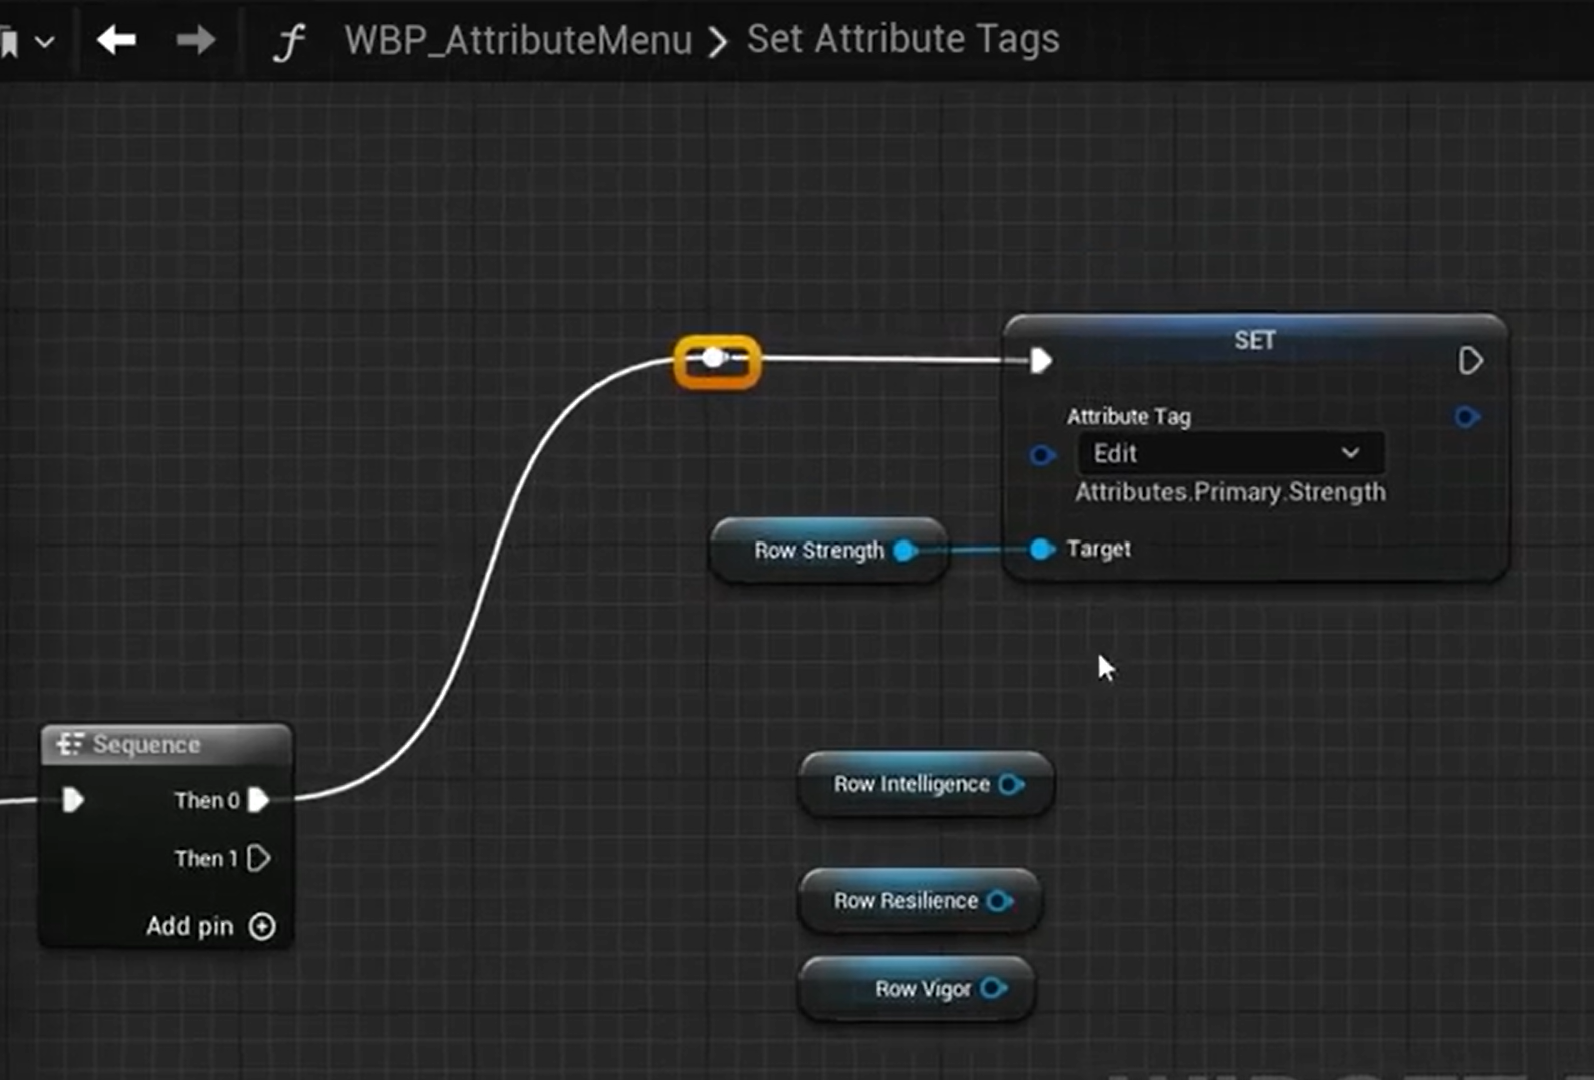 WBP_AttributeMenu > Set Attribute Tags
SET
Attribute Tag
Edit
Attributes.Primary.Strength
Row Strength
Target
Sequence
Then 0
Then 1
Add pin
Row Intelligence
Row Resilience
Row Vigor